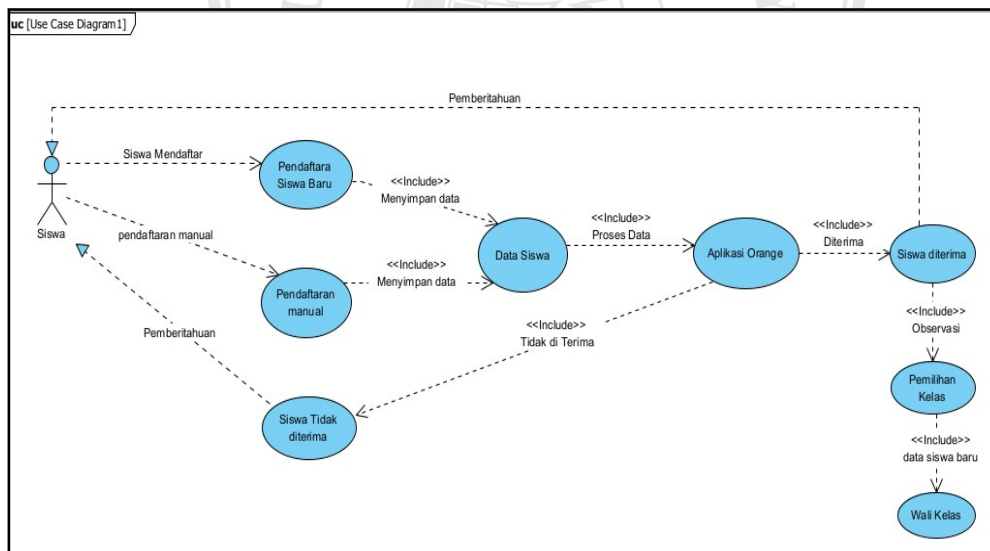 uc [Use Case Diagram1]
Pemberitahuan
Siswa Mendaftar
Pendaftara
Siswa Baru
<<Include>>
Menyimpan data
Siswa
pendaftaran manual
<<Include>>
Proses Data
<<Include>>
Diterima
Data Siswa
Aplikasi Orange
Siswa diterima
<<Include>>
Menyimpan data
Pendaftaran
manual
<<Include>>
Tidak di Terima
<<Include>>
Observasi
Pemberitahuan
Pemilihan
Kelas
Siswa Tidak
diterima
<<Include>>
data siswa baru
Wali Kelas